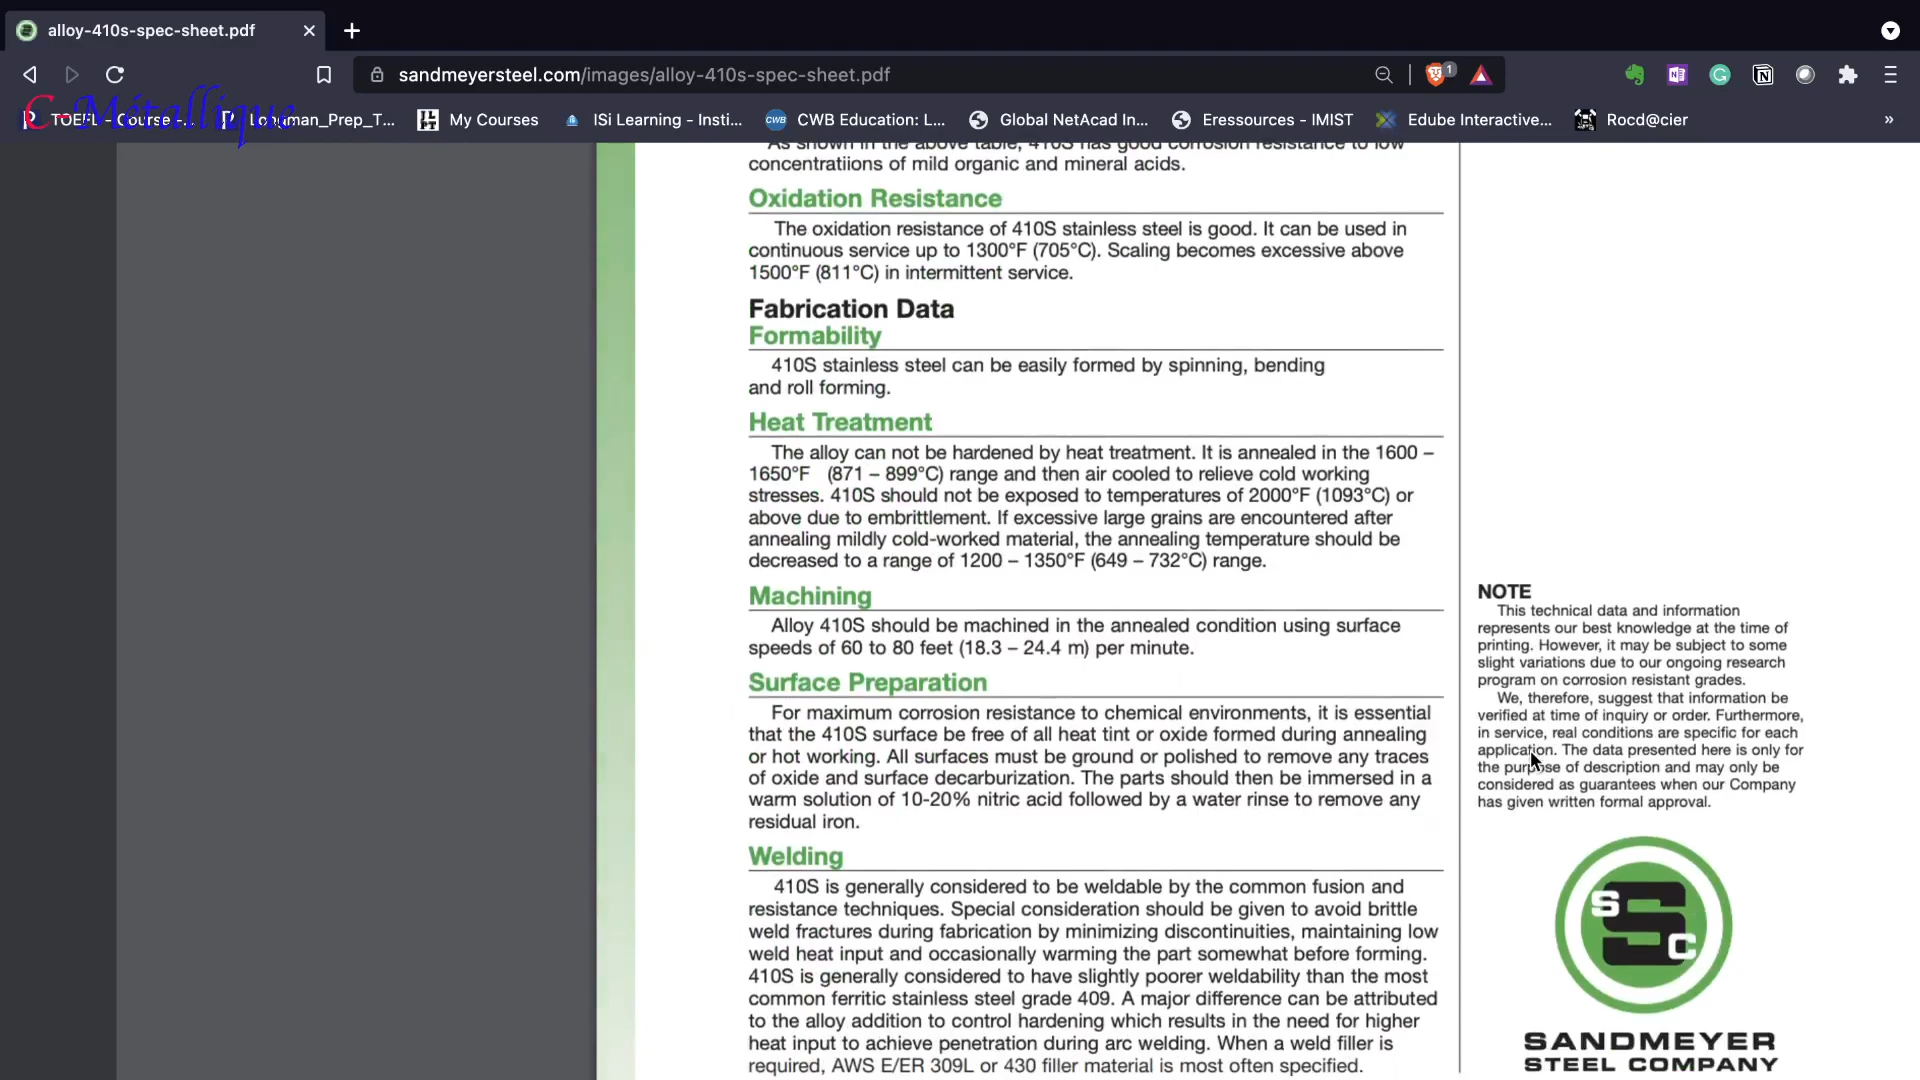 alloy-410s-spec-sheet.pdf
sandmeyersteel.com/images/alloy-410s-spec-sheet.pdf
1
C-Métallique
TOEFL - Course -...
Longman_Prep_T...
My Courses
ISi Learning - Insti...
CWB Education: L...
Global NetAcad In...
Eressources - IMIST
Edube Interactive...
Rocd@cier
As shown in the above table, 410S has good corrosion resistance to low
concentratiions of mild organic and mineral acids.
Oxidation Resistance
The oxidation resistance of 410S stainless steel is good. It can be used in
continuous service up to 1300°F (705°C). Scaling becomes excessive above
1500°F (811°C) in intermittent service.
Fabrication Data
Formability
410S stainless steel can be easily formed by spinning, bending
and roll forming.
Heat Treatment
The alloy can not be hardened by heat treatment. It is annealed in the 1600 –
1650°F (871 – 899°C) range and then air cooled to relieve cold working
stresses. 410S should not be exposed to temperatures of 2000°F (1093°C) or
above due to embrittlement. If excessive large grains are encountered after
annealing mildly cold-worked material, the annealing temperature should be
decreased to a range of 1200 – 1350°F (649 – 732°C) range.
Machining
Alloy 410S should be machined in the annealed condition using surface
speeds of 60 to 80 feet (18.3 – 24.4 m) per minute.
Surface Preparation
For maximum corrosion resistance to chemical environments, it is essential
that the 410S surface be free of all heat tint or oxide formed during annealing
or hot working. All surfaces must be ground or polished to remove any traces
of oxide and surface decarburization. The parts should then be immersed in a
warm solution of 10-20% nitric acid followed by a water rinse to remove any
residual iron.
Welding
410S is generally considered to be weldable by the common fusion and
resistance techniques. Special consideration should be given to avoid brittle
weld fractures during fabrication by minimizing discontinuities, maintaining low
weld heat input and occasionally warming the part somewhat before forming.
410S is generally considered to have slightly poorer weldability than the most
common ferritic stainless steel grade 409. A major difference can be attributed
to the alloy addition to control hardening which results in the need for higher
heat input to achieve penetration during arc welding. When a weld filler is
required, AWS E/ER 309L or 430 filler material is most often specified.
NOTE
This technical data and information
represents our best knowledge at the time of
printing. However, it may be subject to some
slight variations due to our ongoing research
program on corrosion resistant grades.
We, therefore, suggest that information be
verified at time of inquiry or order. Furthermore,
in service, real conditions are specific for each
application. The data presented here is only for
the purpose of description and may only be
considered as guarantees when our Company
has given written formal approval.
SSC
SANDMEYER
STEEL COMPANY